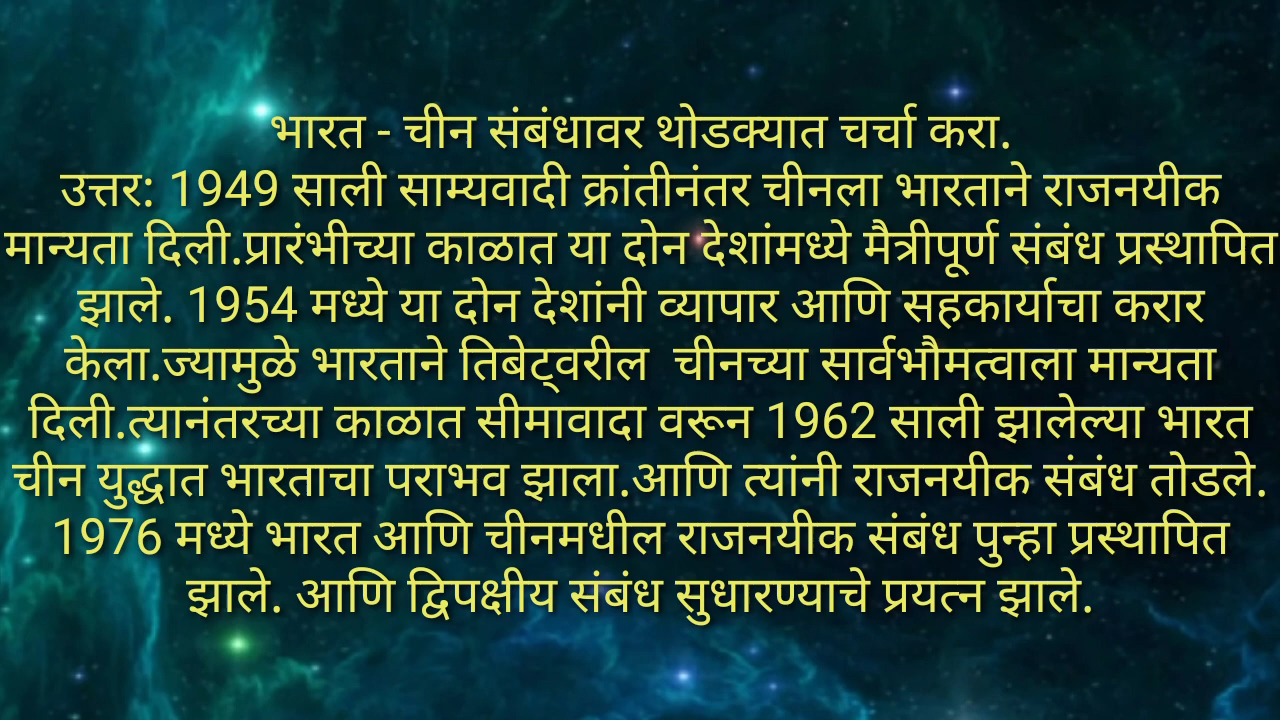 भारत - चीन संबंधावर थोडक्यात चर्चा करा.
उत्तर: 1949 साली साम्यवादी क्रांतीनंतर चीनला भारताने राजनयीक
मान्यता दिली.प्रारंभीच्या काळात या दोन देशांमध्ये मैत्रीपूर्ण संबंध प्रस्थापित
झाले. 1954 मध्ये या दोन देशांनी व्यापार आणि सहकार्याचा करार
केला.ज्यामुळे भारताने तिबेट्वरील  चीनच्या सार्वभौमत्वाला मान्यता
दिली.त्यानंतरच्या काळात सीमावादा वरून 1962 साली झालेल्या भारत
चीन युद्धात भारताचा पराभव झाला.आणि त्यांनी राजनयीक संबंध तोडले.
1976 मध्ये भारत आणि चीनमधील राजनयीक संबंध पुन्हा प्रस्थापित
झाले. आणि द्विपक्षीय संबंध सुधारण्याचे प्रयत्न झाले.